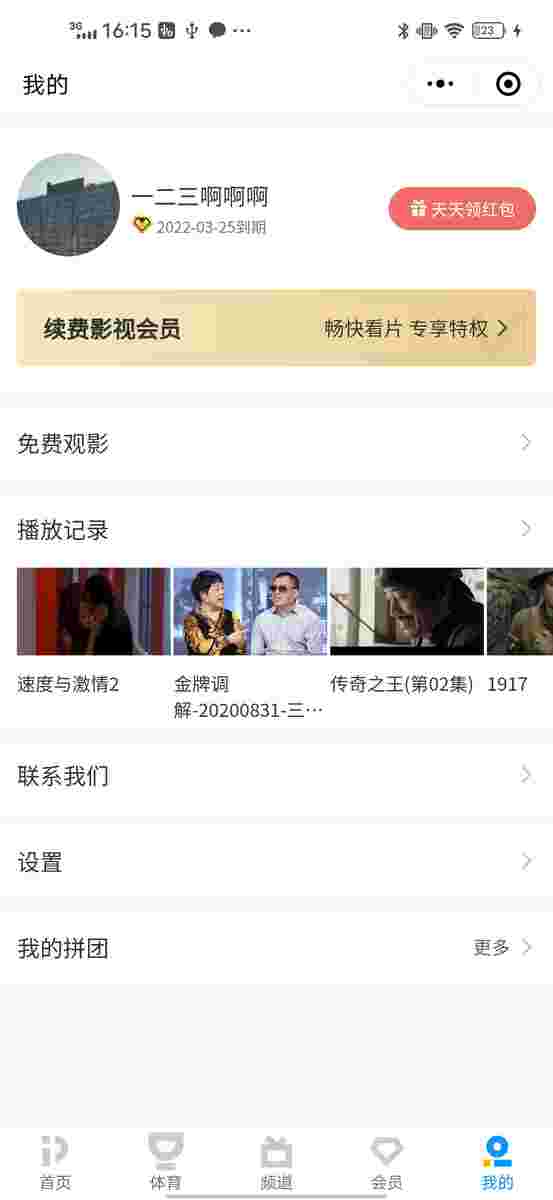 3G 16:15 23
我的
一二三啊啊啊
2022-03-25到期
天天领红包
续费影视会员
畅快看片 专享特权
免费观影
播放记录
速度与激情2
金牌调
解-20200831-三…
传奇之王(第02集)
1917
联系我们
设置
我的拼团
更多
首页
体育
频道
会员
我的